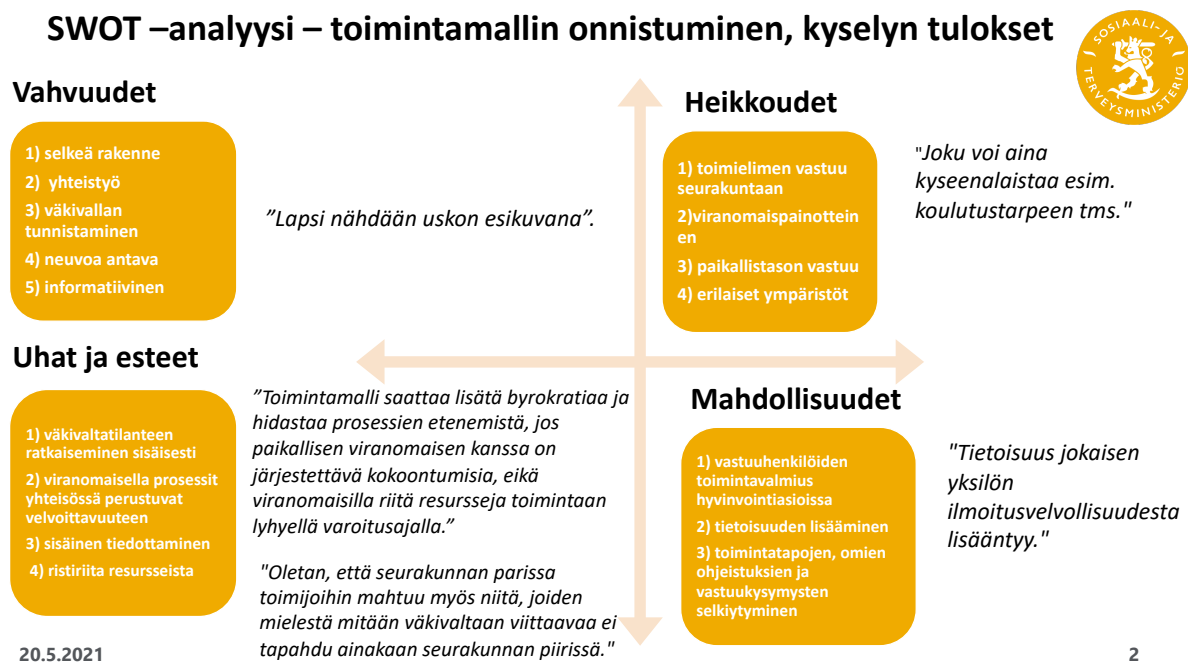 SWOT –analyysi – toimintamallin onnistuminen, kyselyn tulokset
SOSIAALI- JA TERVEYSMINISTERIÖ
Vahvuudet
1) selkeä rakenne
2) yhteistyö
3) väkivallan
tunnistaminen
4) neuvoa antava
5) informatiivinen
”Lapsi nähdään uskon esikuvana”.
Heikkoudet
1) toimielimen vastuu
seurakuntaan
2)viranomaispainottein
en
3) paikallistason vastuu
4) erilaiset ympäristöt
"Joku voi aina
kyseenalaistaa esim.
koulutustarpeen tms."
Uhat ja esteet
1) väkivaltatilanteen
ratkaiseminen sisäisesti
2) viranomaisella prosessit
yhteisössä perustuvat
velvoittavuuteen
3) sisäinen tiedottaminen
4) ristiriita resursseista
”Toimintamalli saattaa lisätä byrokratiaa ja
hidastaa prosessien etenemistä, jos
paikallisen viranomaisen kanssa on
järjestettävä kokoontumisia, eikä
viranomaisilla riitä resursseja toimintaan
lyhyellä varoitusajalla.”
"Oletan, että seurakunnan parissa
toimijoihin mahtuu myös niitä, joiden
mielestä mitään väkivaltaan viittaavaa ei
tapahdu ainakaan seurakunnan piirissä."
Mahdollisuudet
1) vastuuhenkilöiden
toimintavalmius
hyvinvointiasioissa
2) tietoisuuden lisääminen
3) toimintatapojen, omien
ohjeistuksien ja
vastuukysymysten
selkiytyminen
"Tietoisuus jokaisen
yksilön
ilmoitusvelvollisuudesta
lisääntyy."
20.5.2021
2